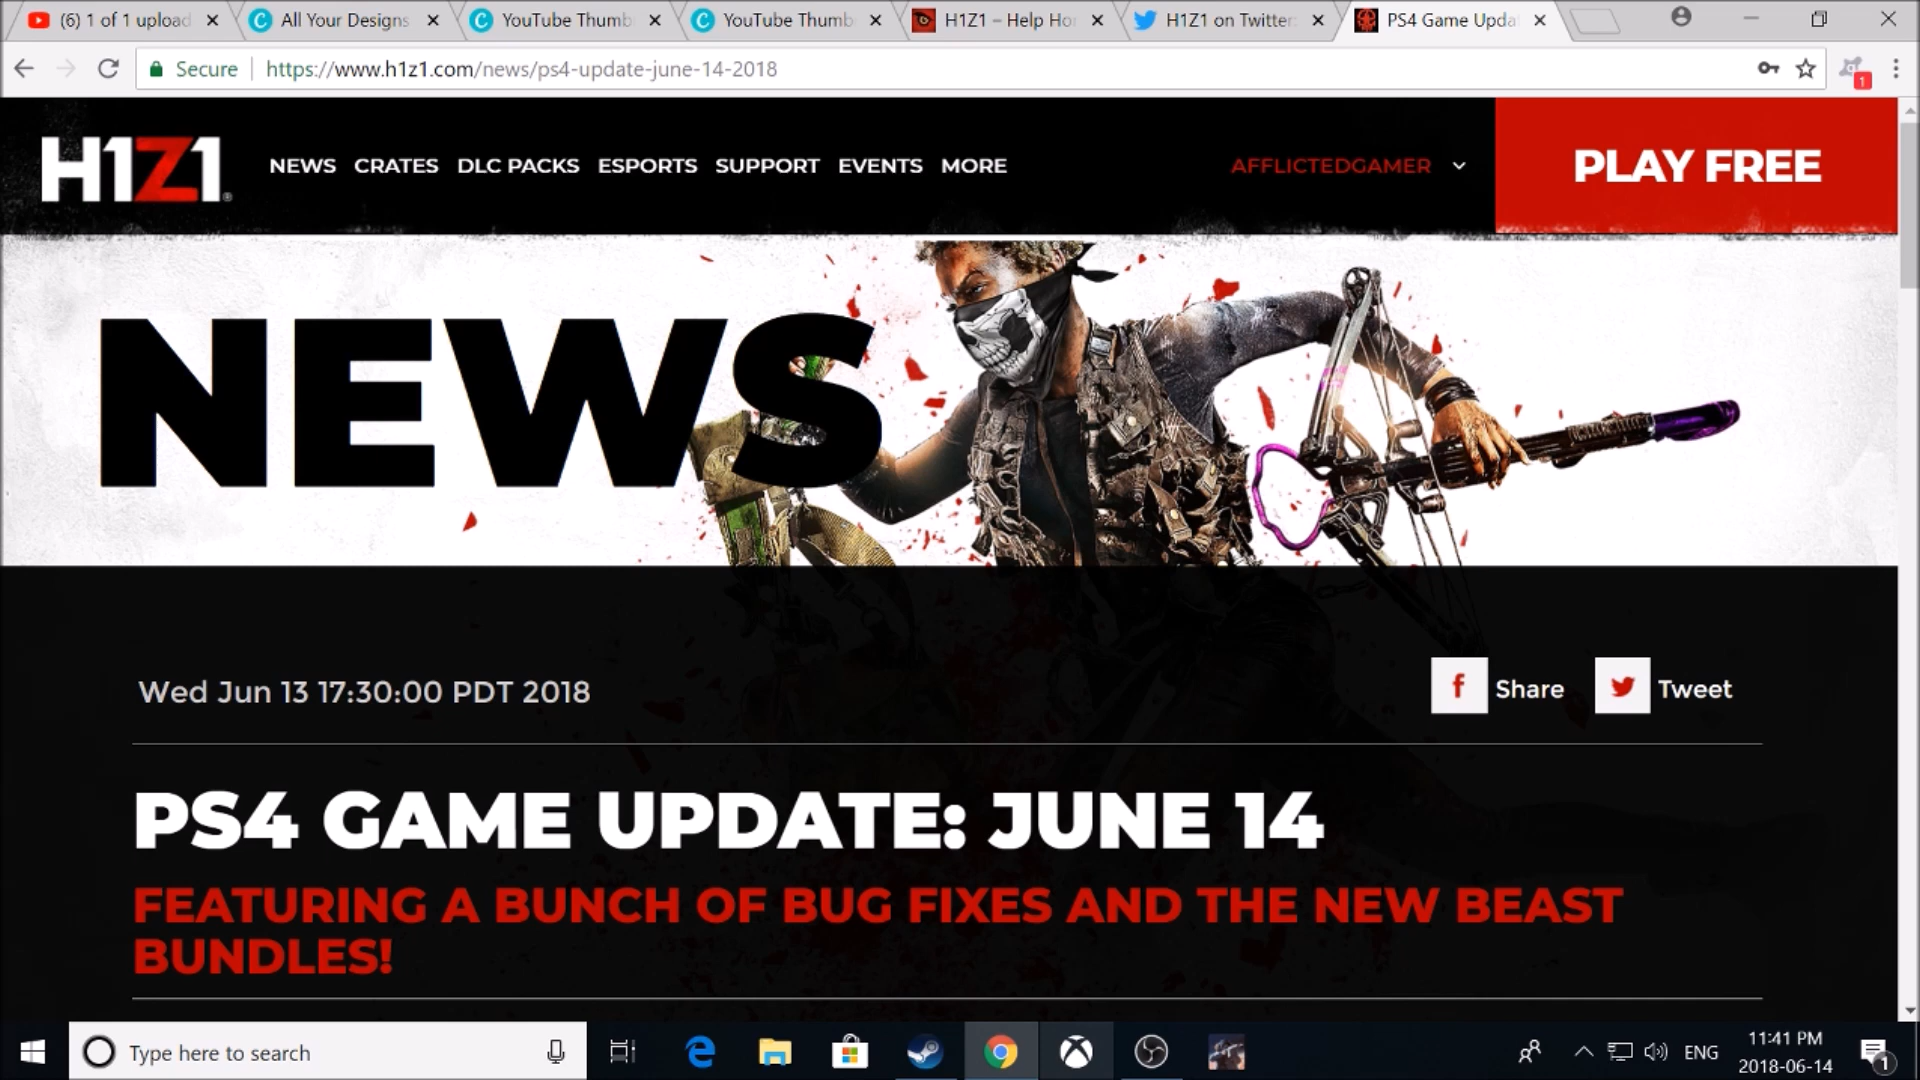 (6) 1 of 1 upload
All Your Designs
YouTube Thumb
YouTube Thumb
H1Z1 – Help Ho
H1Z1 on Twitter:
PS4 Game Upda
Secure
https://www.h1z1.com/news/ps4-update-june-14-2018
1
H1Z1
NEWS CRATES DLC PACKS ESPORTS SUPPORT EVENTS MORE
AFFLICTEDGAMER
PLAY FREE
NEWS
Wed Jun 13 17:30:00 PDT 2018
Share
Tweet
PS4 GAME UPDATE: JUNE 14
FEATURING A BUNCH OF BUG FIXES AND THE NEW BEAST
BUNDLES!
Type here to search
ENG
11:41 PM
2018-06-14
1